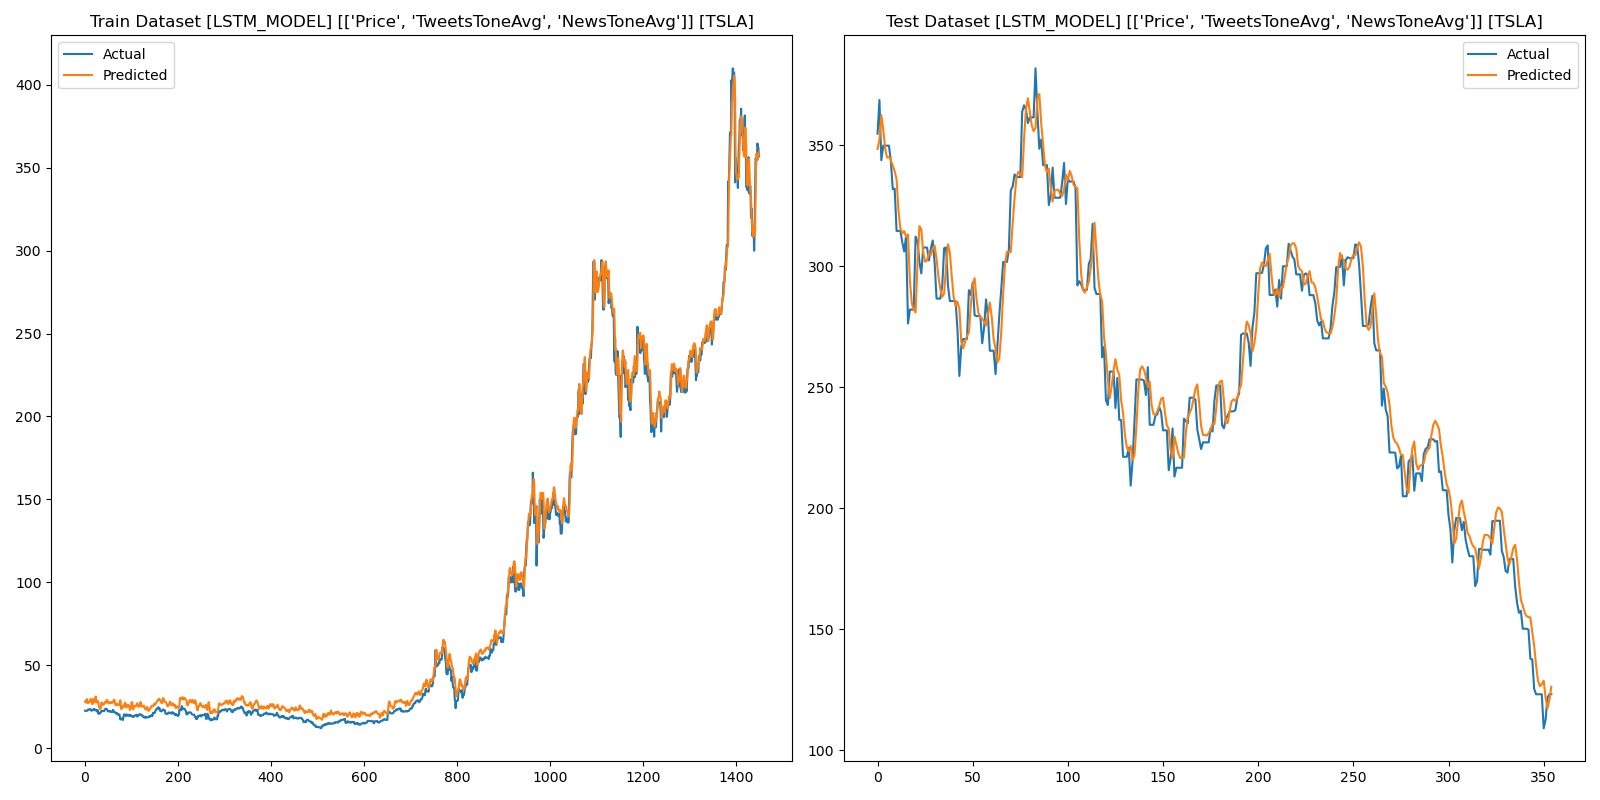 Train Dataset [LSTM_MODEL] [['Price', 'TweetsToneAvg', 'NewsToneAvg']] [TSLA]
Actual
Predicted
400
350
300
250
200
150
100
50
0
0 200 400 600 800 1000 1200 1400
Test Dataset [LSTM_MODEL] [['Price', 'TweetsToneAvg', 'NewsToneAvg']] [TSLA]
Actual
Predicted
350
300
250
200
150
100
0 50 100 150 200 250 300 350